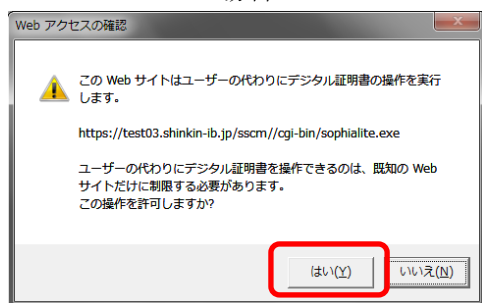 Web アクセスの確認
この Web サイトはユーザーの代わりにデジタル証明書の操作を実行
します。
https://test03.shinkin-ib.jp/sscm//cgi-bin/sophialite.exe
ユーザーの代わりにデジタル証明書を操作できるのは、既知の Web
サイトだけに制限する必要があります。
この操作を許可しますか?
はい(Y) いいえ(N)